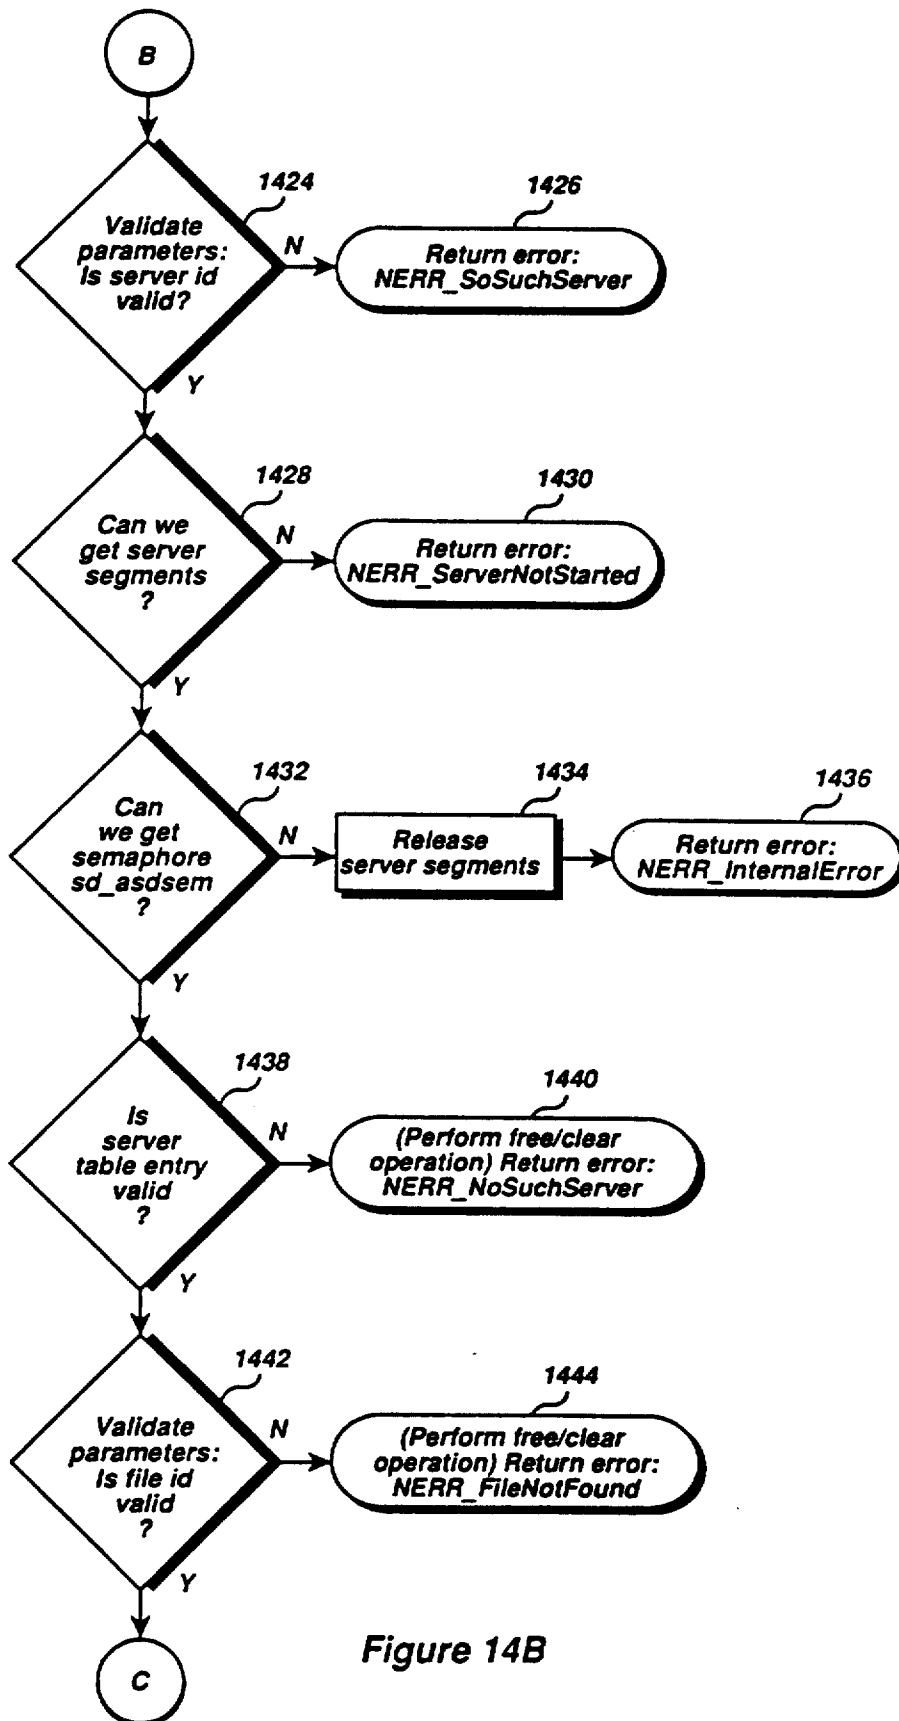 B
1424
Validate
parameters:
Is server id
valid?
N
Y
1426
Return error:
NERR_SoSuchServer
1428
Can we
get server
segments
?
N
Y
1430
Return error:
NERR_ServerNotStarted
1432
Can
we get
semaphore
sd_asdsem
?
N
Y
1434
Release
server segments
1436
Return error:
NERR_InternalError
1438
Is
server
table entry
valid
?
N
Y
1440
(Perform free/clear
operation) Return error:
NERR_NoSuchServer
1442
Validate
parameters:
Is file id
valid
?
N
Y
1444
(Perform free/clear
operation) Return error:
NERR_FileNotFound
C
Figure 14B